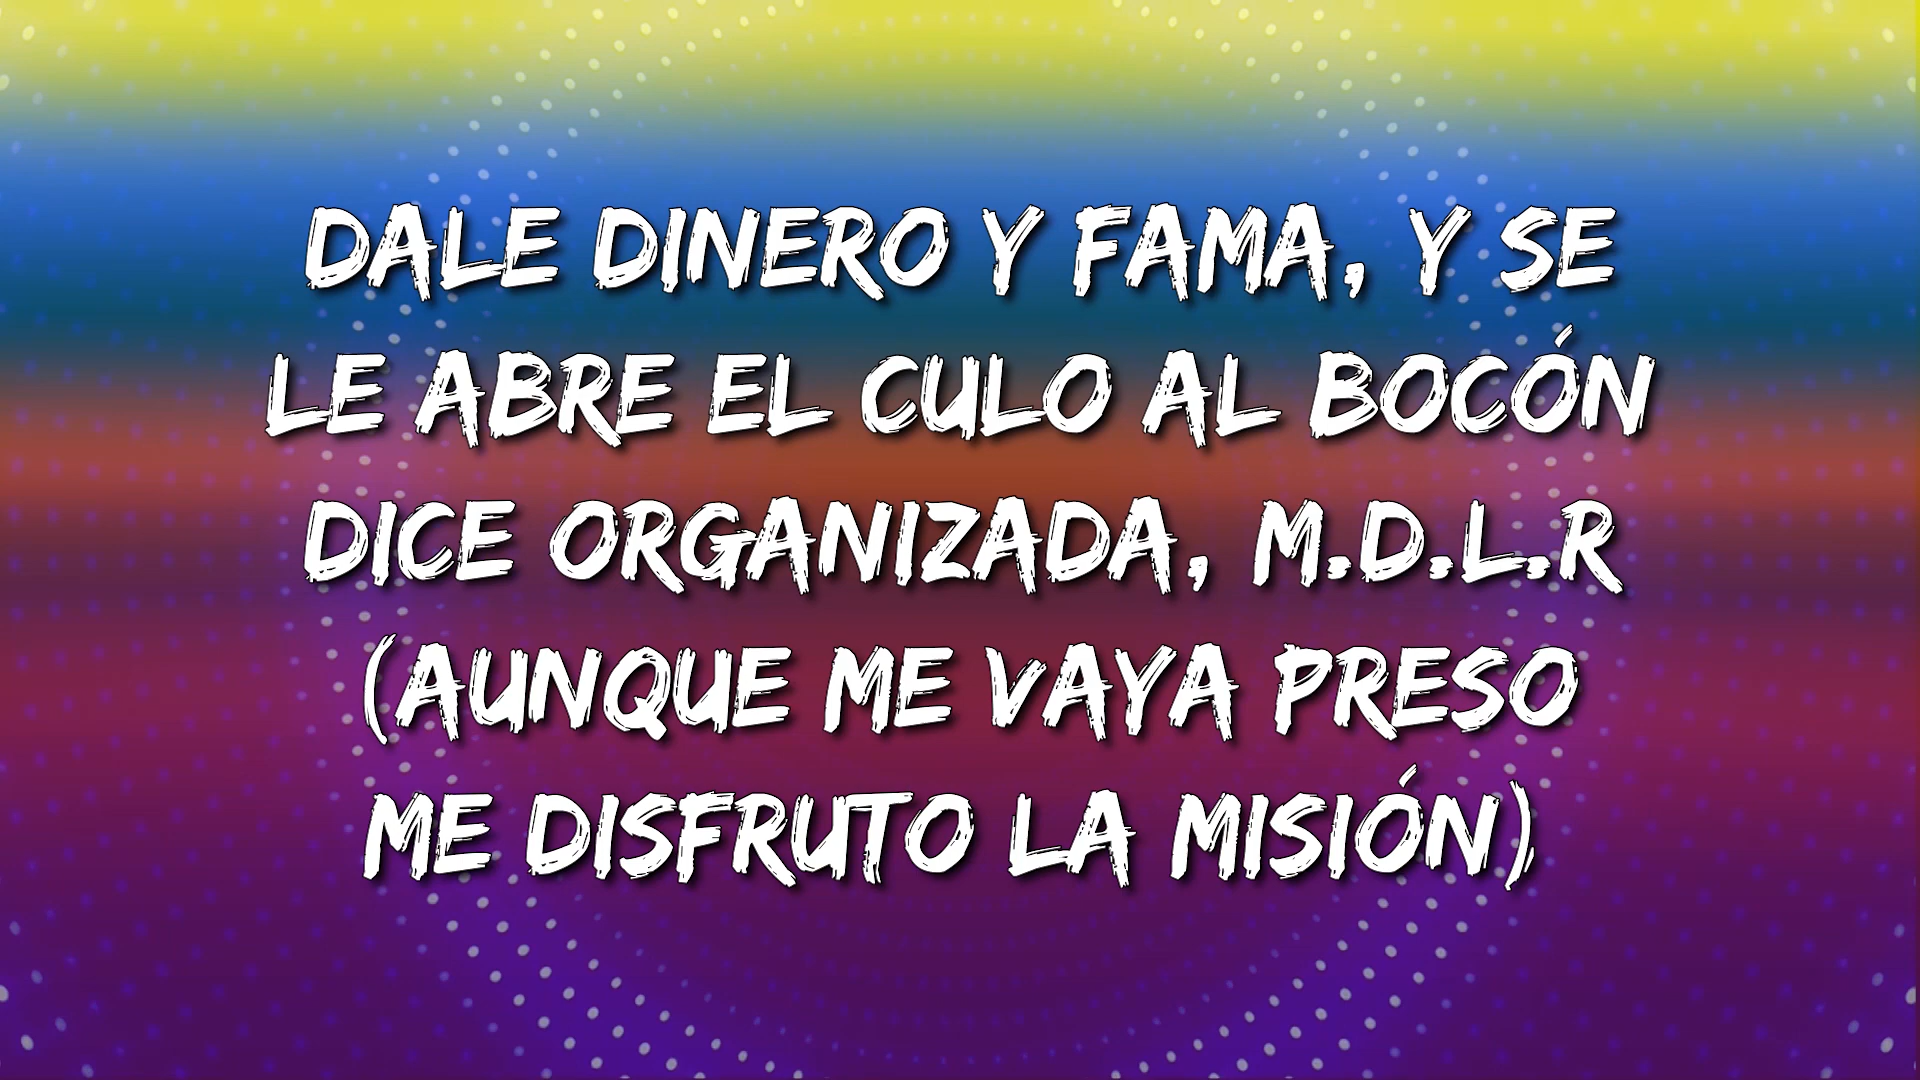 DALE DINERO Y FAMA, Y SE
LE ABRE EL CULO AL BOCÓN
DICE ORGANIZADA, M.D.L.R
(AUNQUE ME VAYA PRESO
ME DISFRUTO LA MISIÓN)